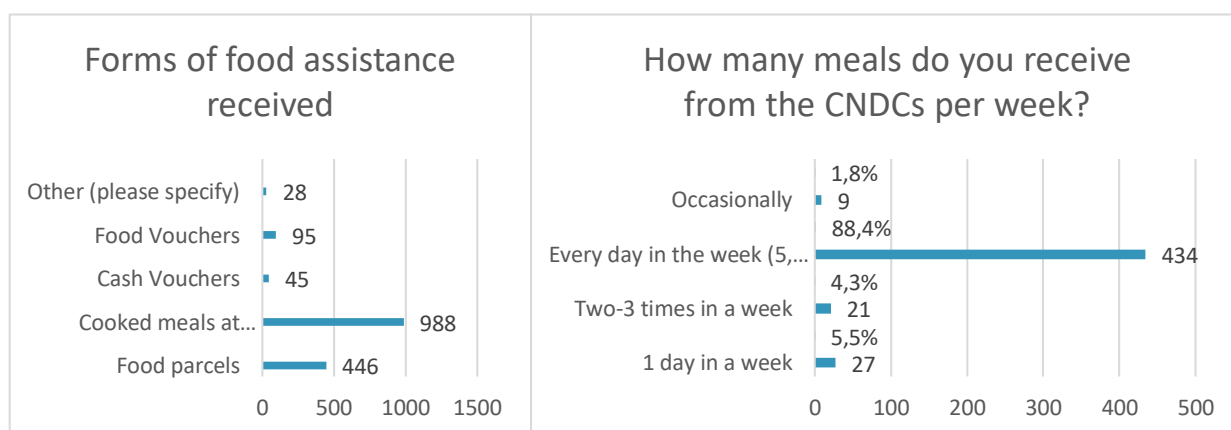 Forms of food assistance
received
Other (please specify)
28
Food Vouchers
95
Cash Vouchers
45
Cooked meals at...
988
Food parcels
446
0 500 1000 1500
How many meals do you receive
from the CNDCs per week?
1,8%
Occasionally
9
88,4%
Every day in the week (5,...
434
4,3%
Two-3 times in a week
21
5,5%
1 day in a week
27
0 100 200 300 400 500